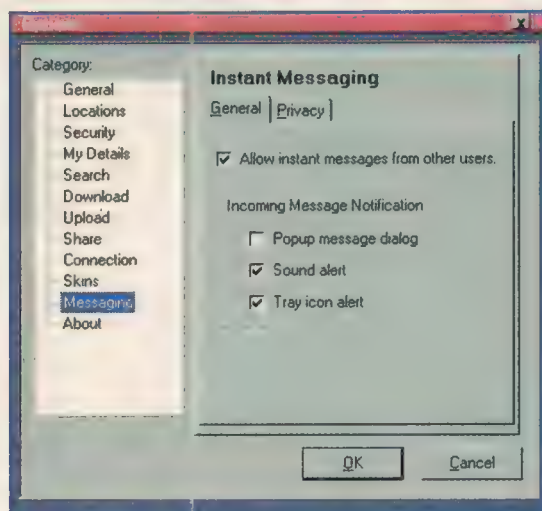 x
Category:
General
Locations
Security
My Details
Search
Download
Upload
Share
Connection
Skins
Messaging
About
Instant Messaging
General
Privacy
Allow instant messages from other users.
Incoming Message Notification
Popup message dialog
Sound alert
Tray icon alert
OK
Cancel